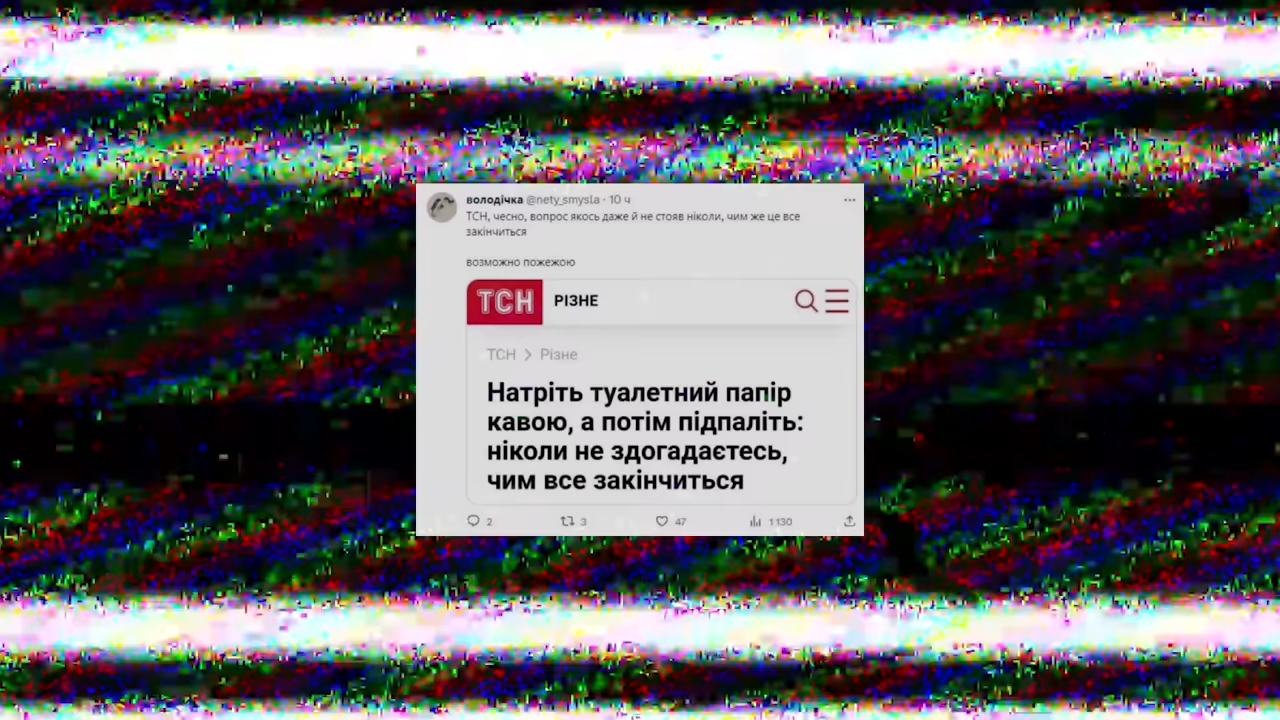 володічка @nety_smysla · 10 ч
ТСН, чесно, вопрос якось даже й не стояв ніколи, чим же це все
закінчиться
возможно пожежою
ТСН РІЗНЕ
ТСН > Різне
Натріть туалетний папір
кавою, а потім підпаліть:
ніколи не здогадаєтесь,
чим все закінчиться
2 3 47 1 130